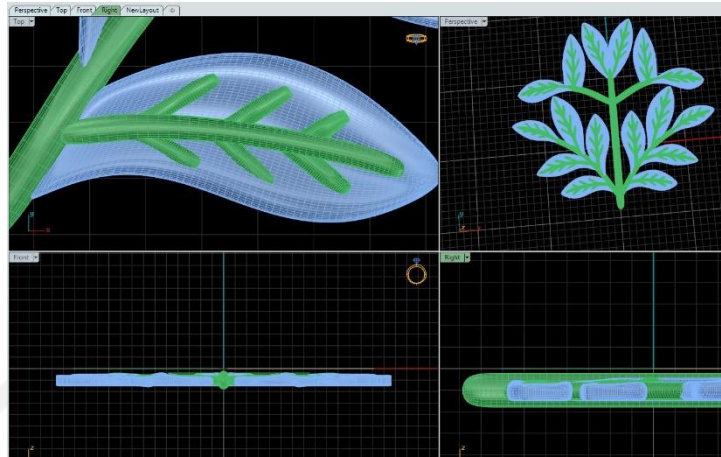 Perspective Top Front Right NewLayout
Top
Perspective
y
x
y
z x
Front
Right
z
z